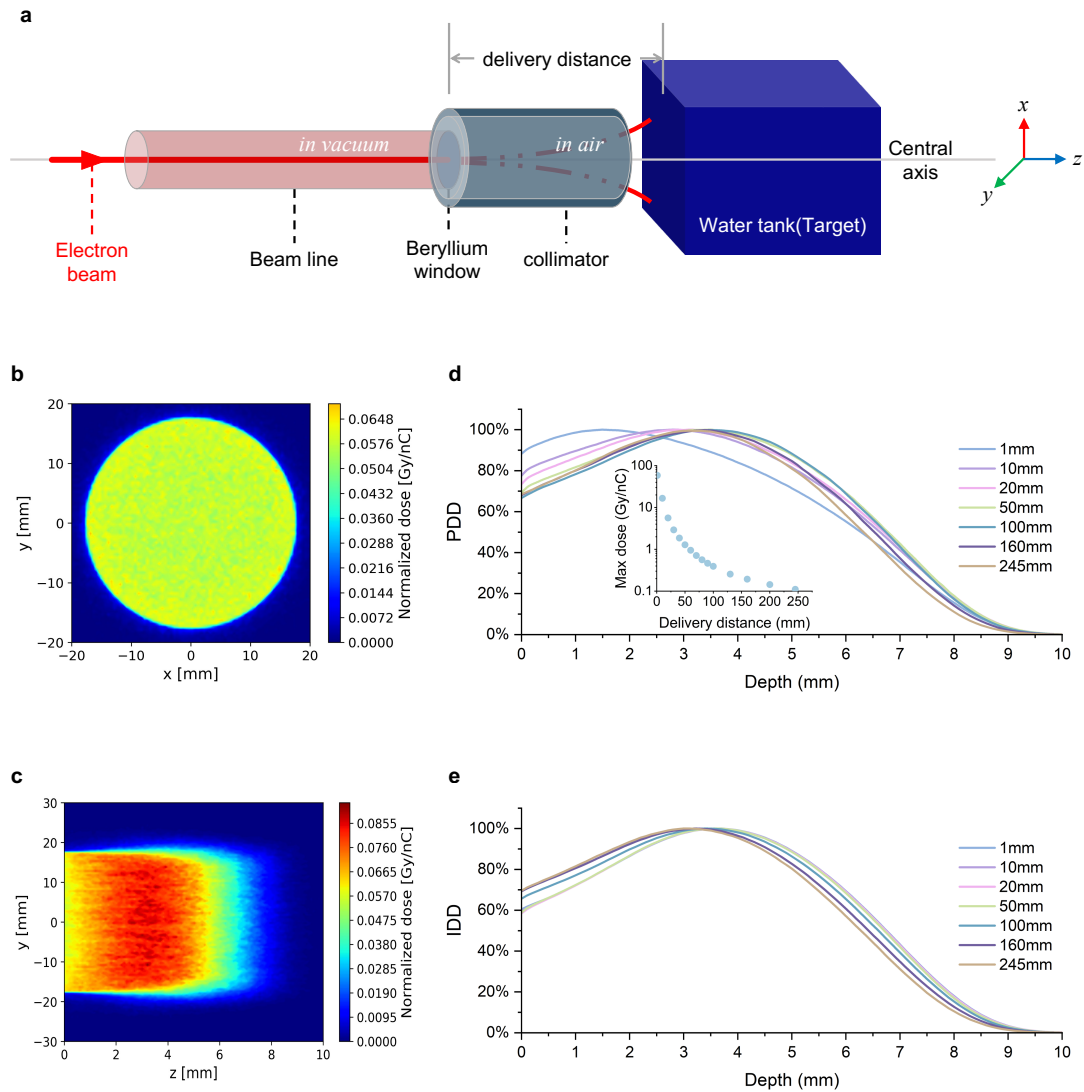 a
delivery distance
in vacuum
in air
Central
axis
x
z
y
Water tank(Target)
Electron
beam
Beam line
Beryllium
window
collimator
b
20
10
0
−10
−20
y [mm]
−20
−10
0
10
20
x [mm]
0.0648
0.0576
0.0504
0.0432
0.0360
0.0288
0.0216
0.0144
0.0072
0.0000
Normalized dose [Gy/nC]
d
100%
80%
60%
40%
20%
0%
PDD
0 1 2 3 4 5 6 7 8 9 10
Depth (mm)
1mm
10mm
20mm
50mm
100mm
160mm
245mm
100
10
1
0.1
Max dose (Gy/nC)
0 50 100 150 200 250
Delivery distance (mm)
c
30
20
10
0
−10
−20
−30
y [mm]
0 2 4 6 8 10
z [mm]
0.0855
0.0760
0.0665
0.0570
0.0475
0.0380
0.0285
0.0190
0.0095
0.0000
Normalized dose [Gy/nC]
e
100%
80%
60%
40%
20%
0%
IDD
0 1 2 3 4 5 6 7 8 9 10
Depth (mm)
1mm
10mm
20mm
50mm
100mm
160mm
245mm